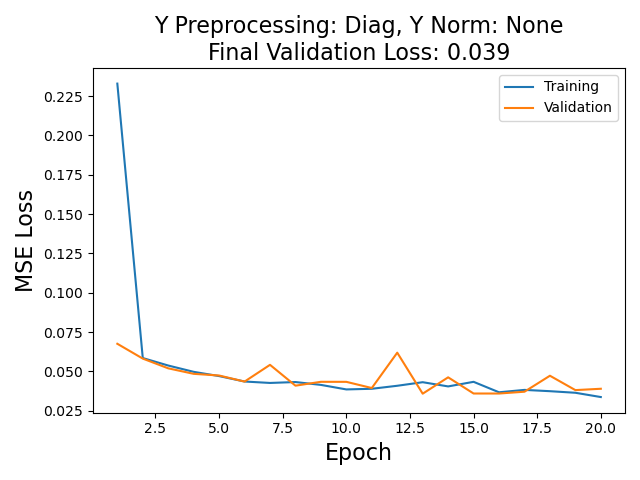 Y Preprocessing: Diag, Y Norm: None
Final Validation Loss: 0.039
Training
Validation
0.225
0.200
0.175
0.150
0.125
0.100
0.075
0.050
0.025
MSE Loss
2.5 5.0 7.5 10.0 12.5 15.0 17.5 20.0
Epoch